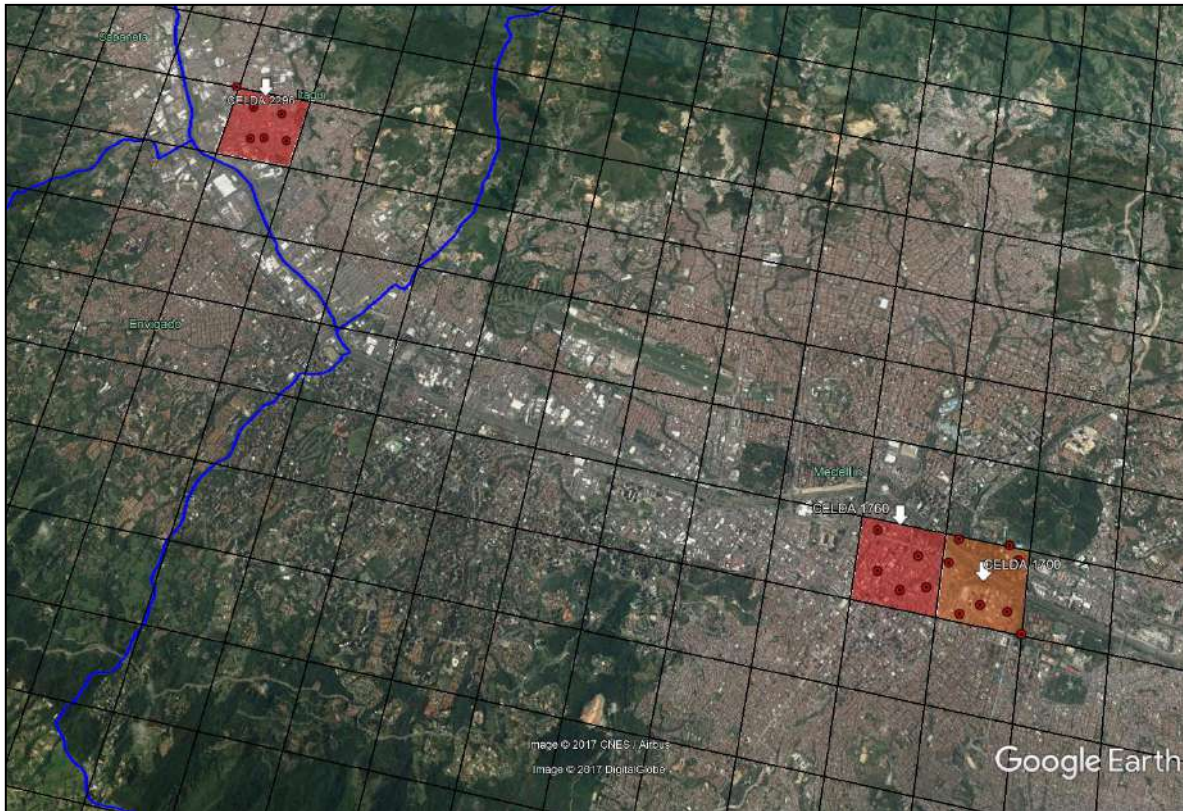 Sabaneta
Itagüí
CELDA 2296
Envigado
Medellín
CELDA 1760
CELDA 1700
Image © 2017 CNES / Airbus
Image © 2017 DigitalGlobe
Google Earth